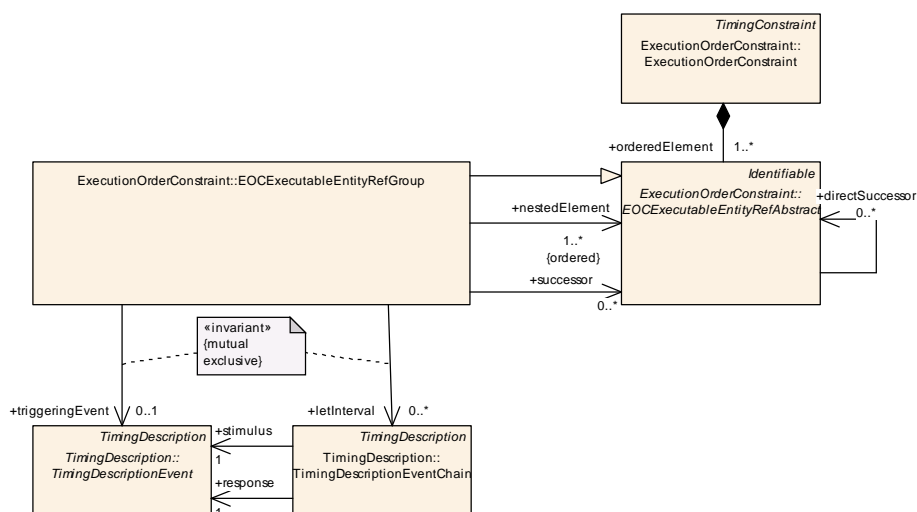 TimingConstraint
ExecutionOrderConstraint::
ExecutionOrderConstraint
+orderedElement 1..*
ExecutionOrderConstraint::EOCExecutableEntityRefGroup
Identifiable
ExecutionOrderConstraint::
EOCExecutableEntityRefAbstract
+directSuccessor
0..*
+nestedElement
1..*
{ordered}
+successor
0..*
«invariant»
{mutual
exclusive}
+triggeringEvent 0..1
+letInterval 0..*
TimingDescription
TimingDescription::
TimingDescriptionEvent
+stimulus
1
+response
1
TimingDescription
TimingDescription::
TimingDescriptionEventChain